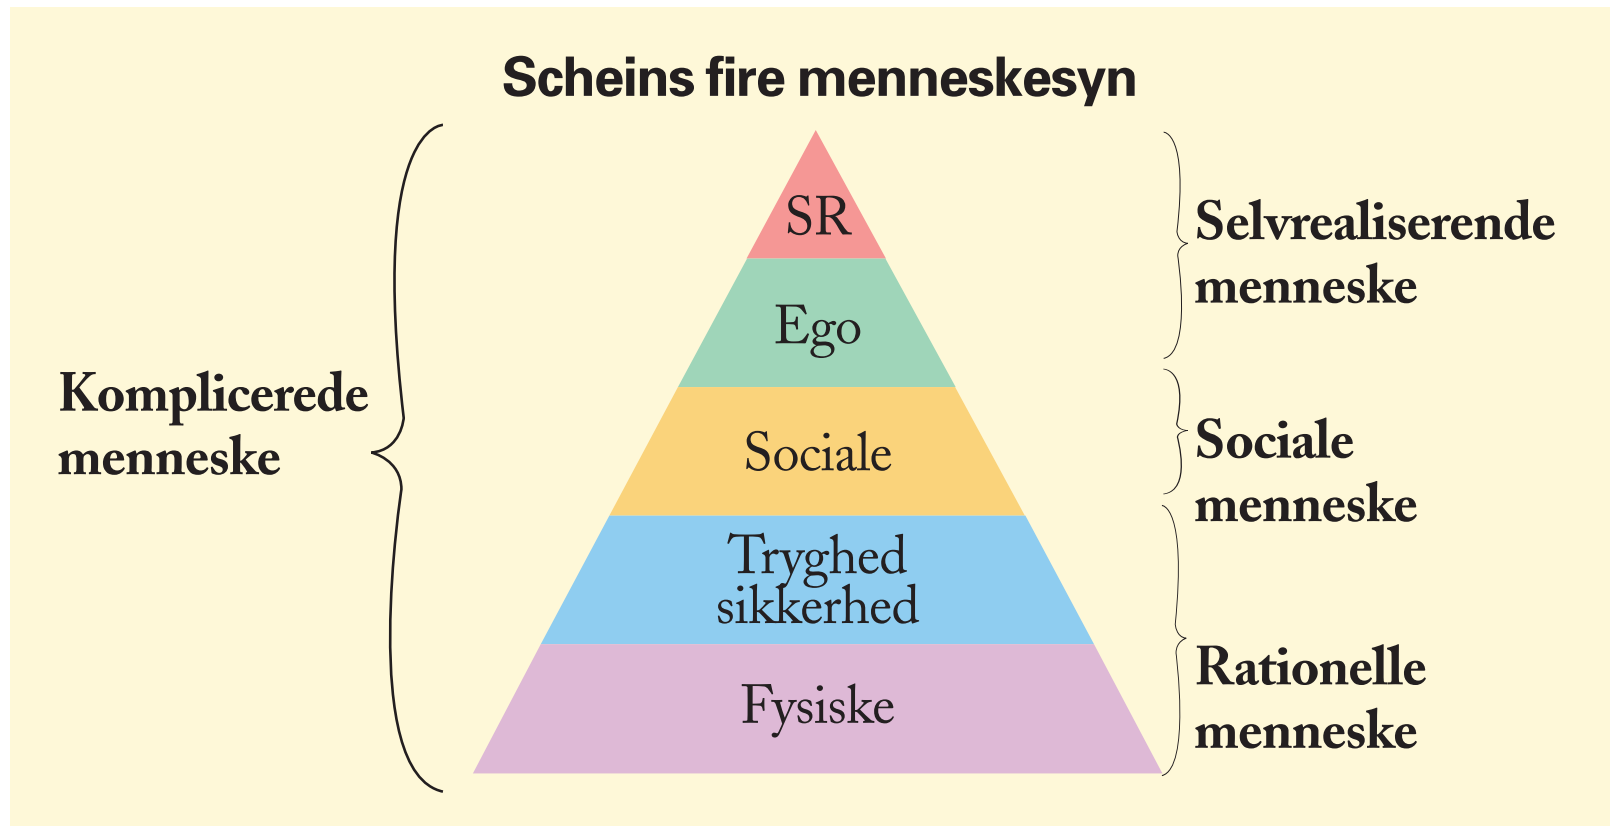 Scheins fire menneskesyn
Komplicerede
menneske
SR
Ego
Sociale
Tryghed
sikkerhed
Fysiske
Selvrealiserende
menneske
Sociale
menneske
Rationelle
menneske